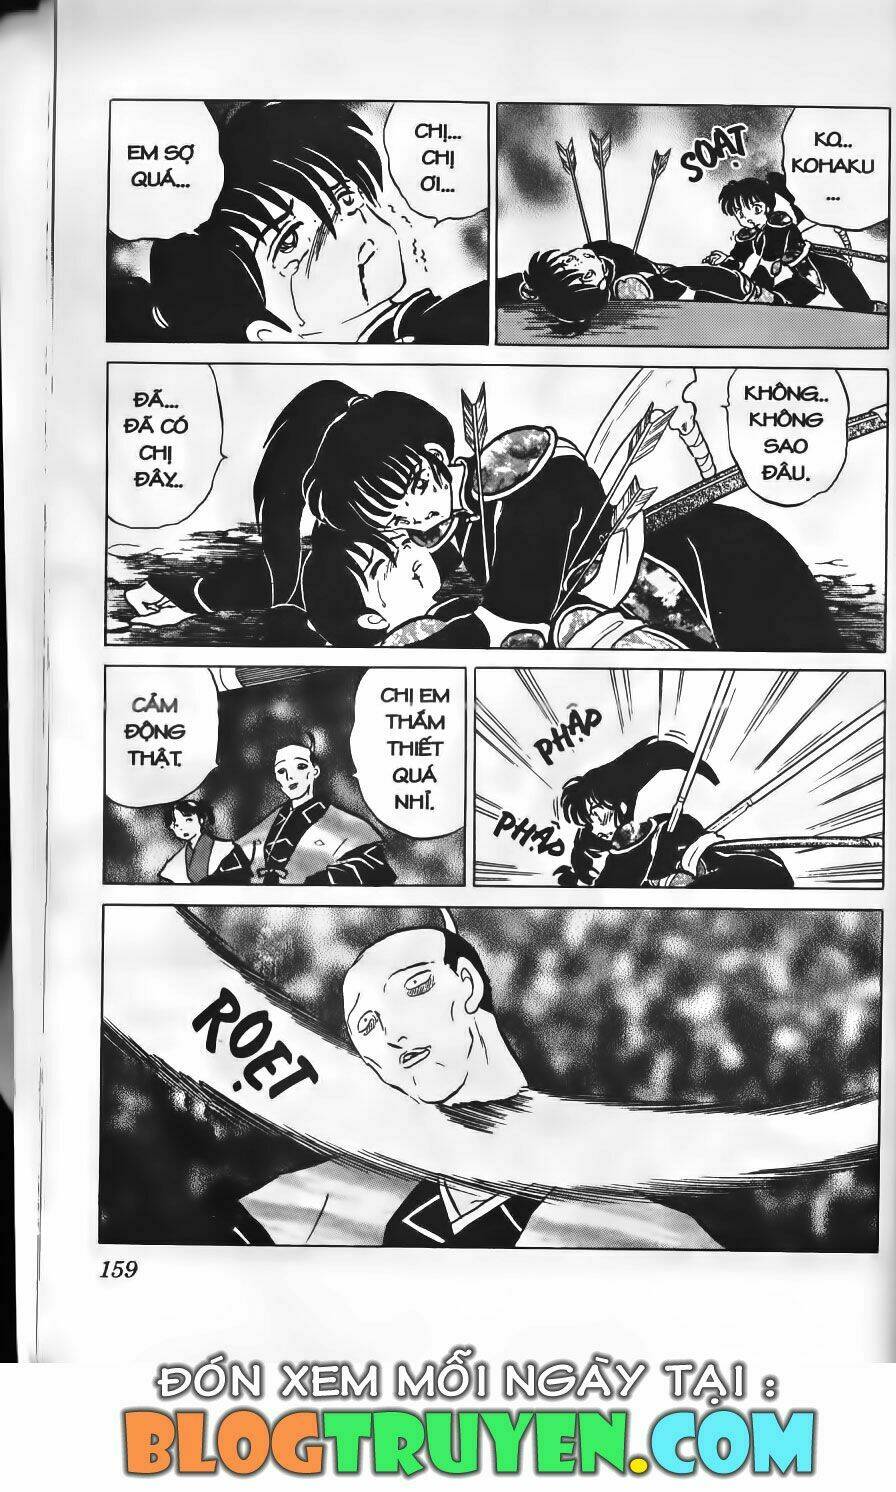 KO...
KOHAKU
...
SOẠT
CHỊ...
CHỊ
ƠI...
EM SỢ
QUÁ...
KHÔNG..
KHÔNG
SAO
ĐÂU.
ĐÃ...
ĐÃ CÓ
CHỊ
ĐÂY..
PHẬP
PHẬP
CHỊ EM
THẮM
THIẾT
QUÁ
NHỈ.
CẢM
ĐỘNG
THẬT.
ROẸT
159
ĐÓN XEM MỖI NGÀY TẠI :
BLOGTRUYEN.COM